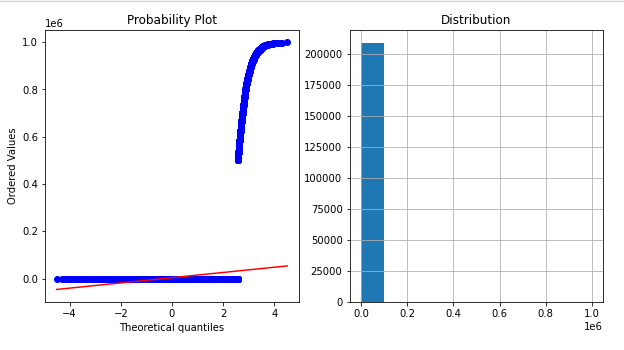 Probability Plot
1e6
1.0
0.8
0.6
0.4
0.2
0.0
Ordered Values
−4 −2 0 2 4
Theoretical quantiles
Distribution
200000
175000
150000
125000
100000
75000
50000
25000
0
0.0 0.2 0.4 0.6 0.8 1.0
1e6